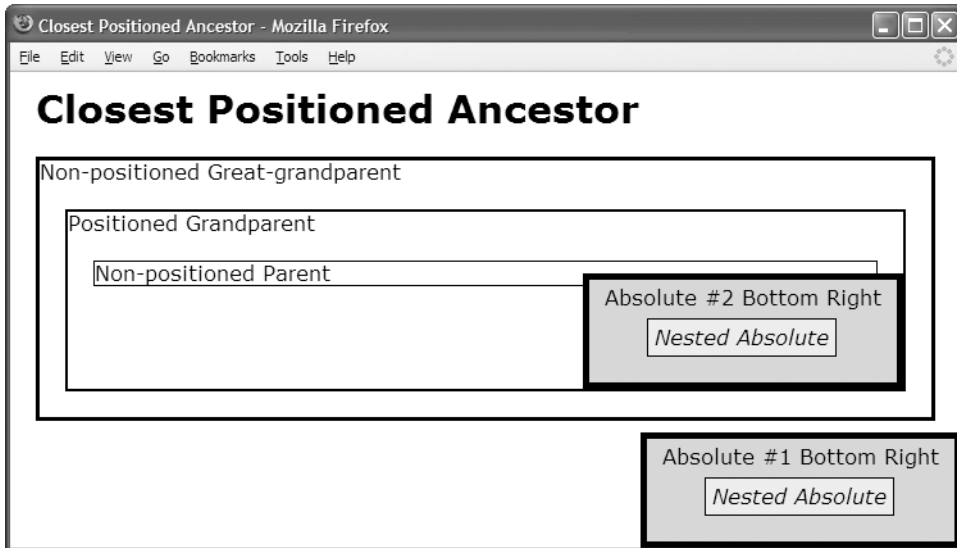 Closest Positioned Ancestor - Mozilla Firefox
File Edit View Go Bookmarks Tools Help
Closest Positioned Ancestor
Non-positioned Great-grandparent
Positioned Grandparent
Non-positioned Parent
Absolute #2 Bottom Right
Nested Absolute
Absolute #1 Bottom Right
Nested Absolute